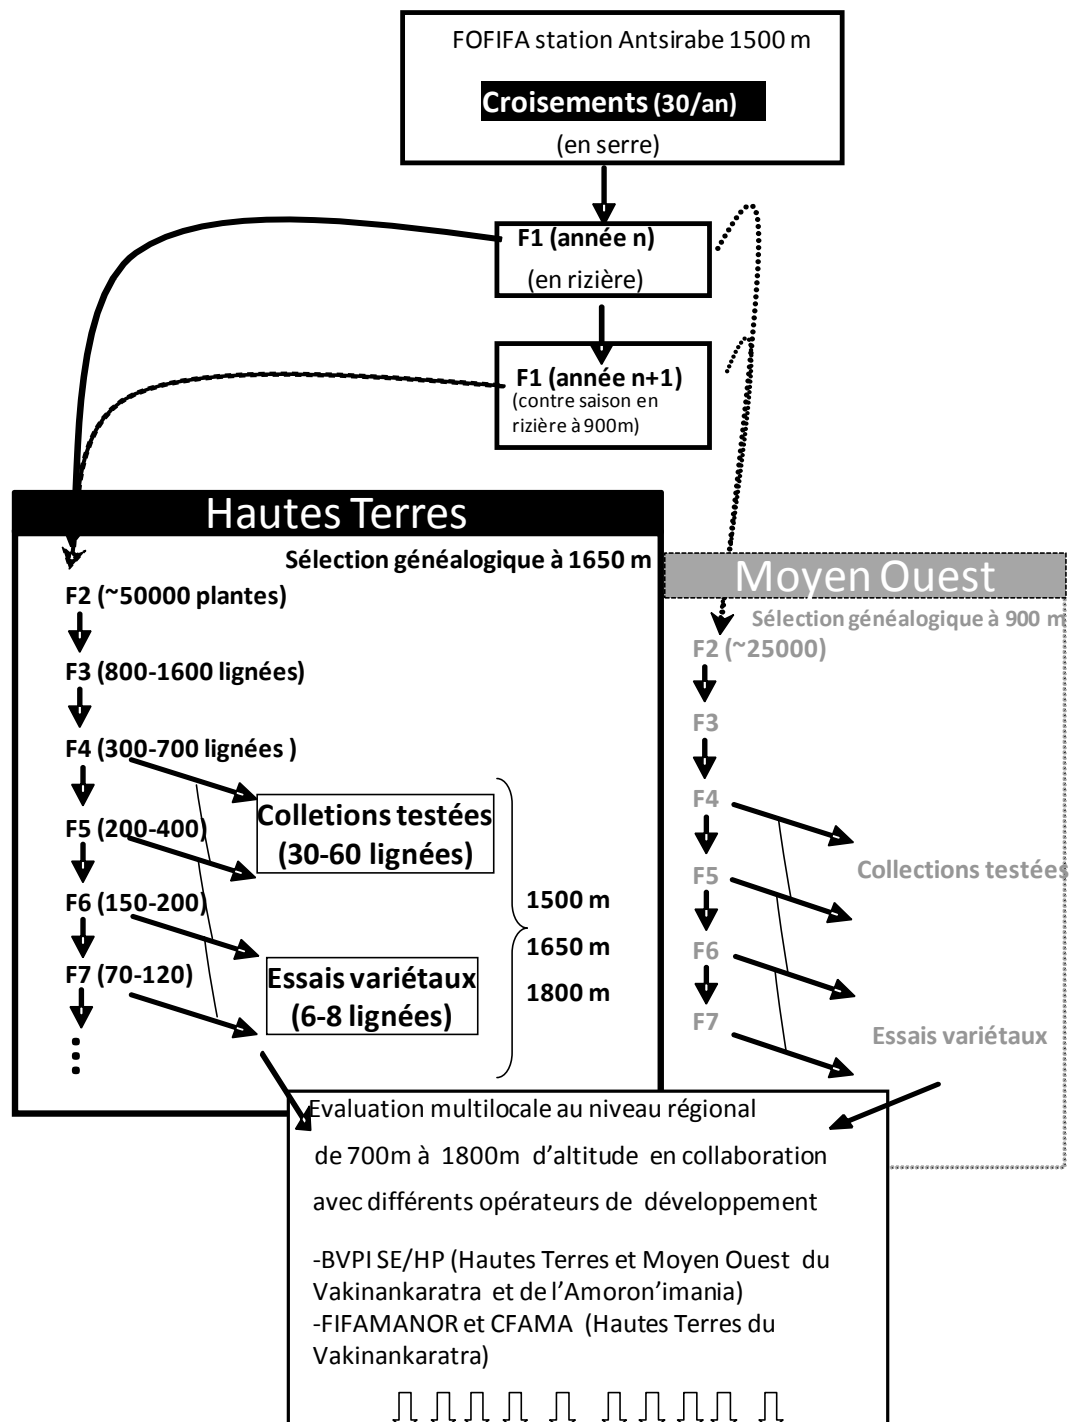 FOFIFA station Antsirabe 1500 m
Croisements (30/an)
(en serre)
F1 (année n)
(en rizière)
F1 (année n+1)
(contre saison en
rizière à 900m)
Hautes Terres
Sélection généalogique à 1650 m
F2 (~50000 plantes)
F3 (800-1600 lignées)
F4 (300-700 lignées )
F5 (200-400)
F6 (150-200)
F7 (70-120)
Colletions testées
(30-60 lignées)
Essais variétaux
(6-8 lignées)
1500 m
1650 m
1800 m
Moyen Ouest
Sélection généalogique à 900 m
F2 (~25000)
F3
F4
F5
F6
F7
Collections testées
Essais variétaux
Evaluation multilocale au niveau régional
de 700m à 1800m d'altitude en collaboration
avec différents opérateurs de développement
-BVPI SE/HP (Hautes Terres et Moyen Ouest du
Vakinankaratra et de l'Amoron'imania)
-FIFAMANOR et CFAMA (Hautes Terres du
Vakinankaratra)